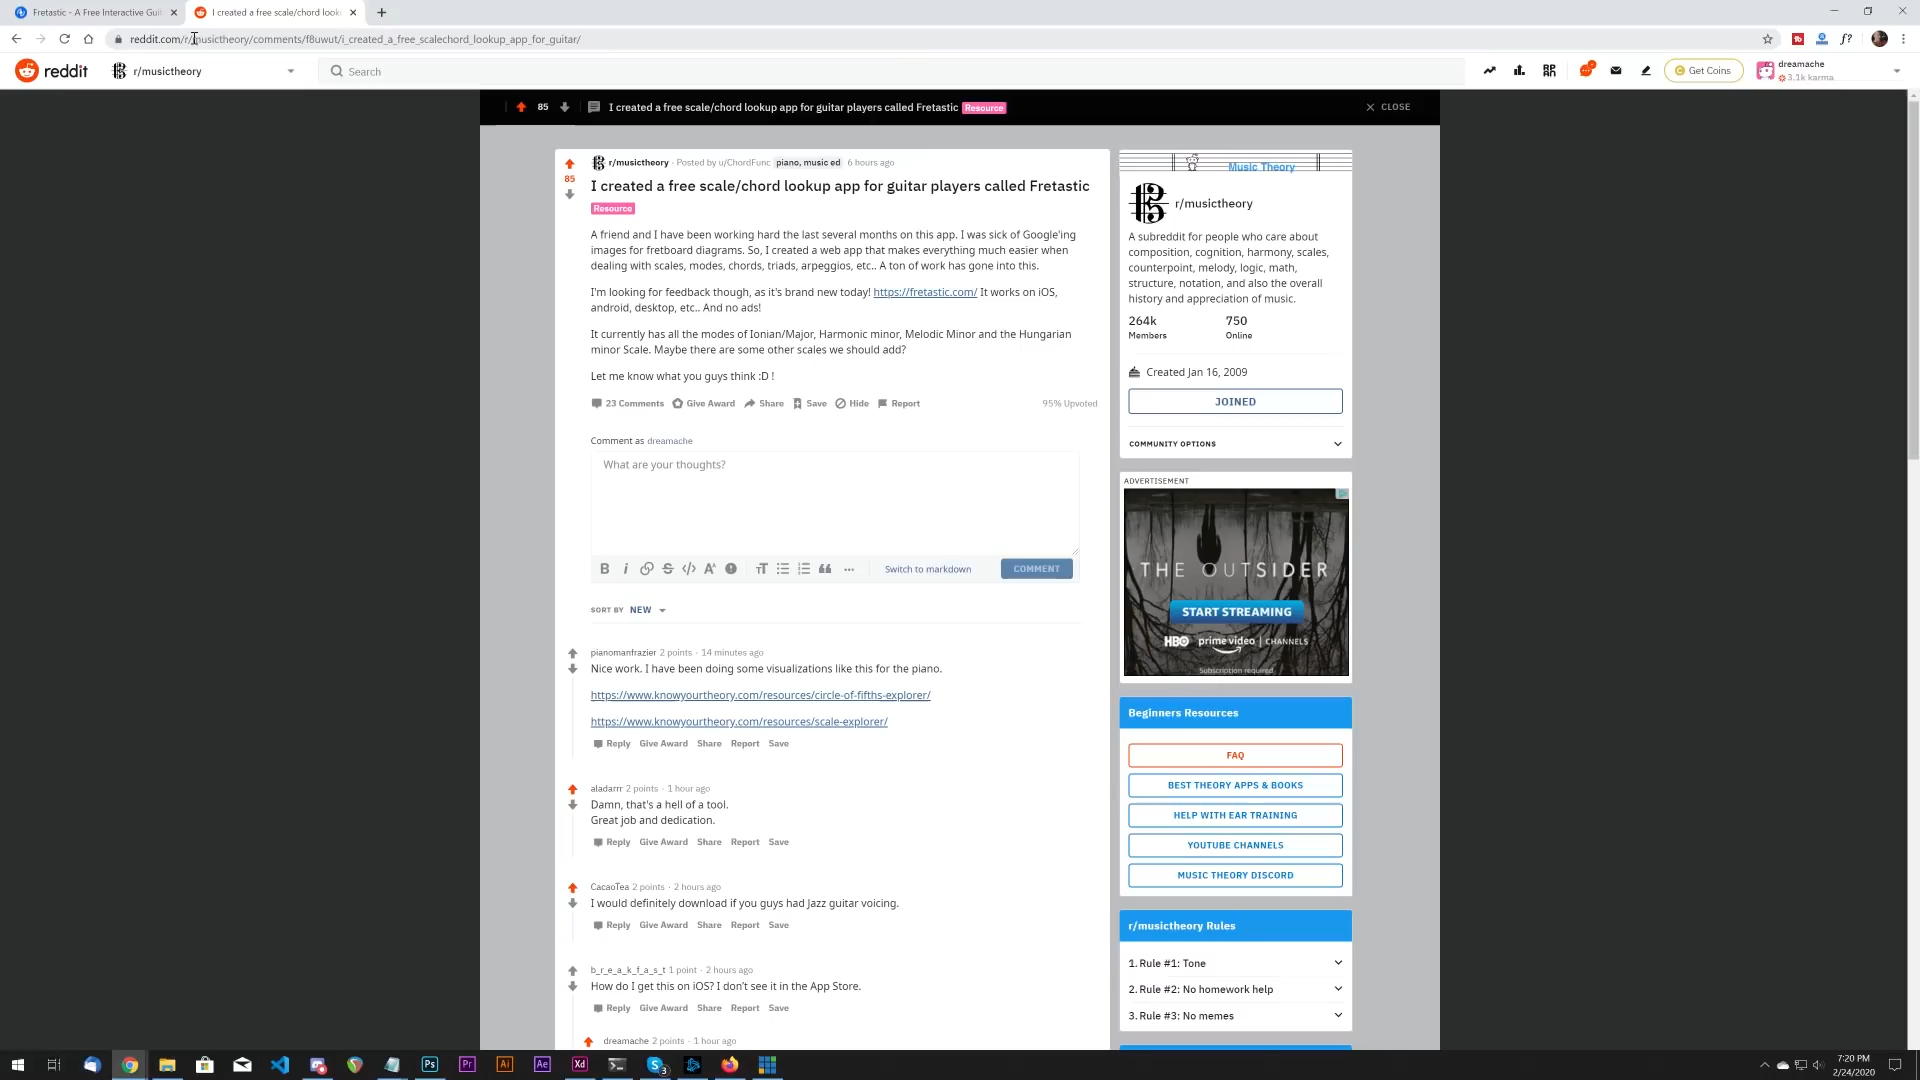 Fretastic - A Free Interactive Guit
I created a free scale/chord look
reddit.com/r/musictheory/comments/f8uwut/i_created_a_free_scalechord_lookup_app_for_guitar/
reddit
r/musictheory
Search
Get Coins
dreamache
3.1k karma
85
I created a free scale/chord lookup app for guitar players called Fretastic Resource
CLOSE
85
r/musictheory · Posted by u/ChordFunc piano, music ed 6 hours ago
I created a free scale/chord lookup app for guitar players called Fretastic
Resource
A friend and I have been working hard the last several months on this app. I was sick of Google'ing
images for fretboard diagrams. So, I created a web app that makes everything much easier when
dealing with scales, modes, chords, triads, arpeggios, etc.. A ton of work has gone into this.
I'm looking for feedback though, as it's brand new today! https://fretastic.com/ It works on iOS,
android, desktop, etc.. And no ads!
It currently has all the modes of Ionian/Major, Harmonic minor, Melodic Minor and the Hungarian
minor Scale. Maybe there are some other scales we should add?
Let me know what you guys think :D !
23 Comments Give Award Share Save Hide Report 95% Upvoted
Comment as dreamache
What are your thoughts?
Switch to markdown
COMMENT
SORT BY NEW
pianomanfrazier 2 points · 14 minutes ago
Nice work. I have been doing some visualizations like this for the piano.
https://www.knowyourtheory.com/resources/circle-of-fifths-explorer/
https://www.knowyourtheory.com/resources/scale-explorer/
Reply Give Award Share Report Save
aladarrr 2 points · 1 hour ago
Damn, that's a hell of a tool.
Great job and dedication.
Reply Give Award Share Report Save
CacaoTea 2 points · 2 hours ago
I would definitely download if you guys had Jazz guitar voicing.
Reply Give Award Share Report Save
b_r_e_a_k_f_a_s_t 1 point · 2 hours ago
How do I get this on iOS? I don't see it in the App Store.
Reply Give Award Share Report Save
dreamache 2 points · 1 hour ago
Music Theory
r/musictheory
A subreddit for people who care about
composition, cognition, harmony, scales,
counterpoint, melody, logic, math,
structure, notation, and also the overall
history and appreciation of music.
264k 750
Members Online
Created Jan 16, 2009
JOINED
COMMUNITY OPTIONS
ADVERTISEMENT
THE OUTSIDER
START STREAMING
HBO prime video | CHANNELS
Subscription required.
Beginners Resources
FAQ
BEST THEORY APPS & BOOKS
HELP WITH EAR TRAINING
YOUTUBE CHANNELS
MUSIC THEORY DISCORD
r/musictheory Rules
1. Rule #1: Tone
2. Rule #2: No homework help
3. Rule #3: No memes
Ps
Pr
Ai
Ae
Xd
3
7:20 PM
2/24/2020